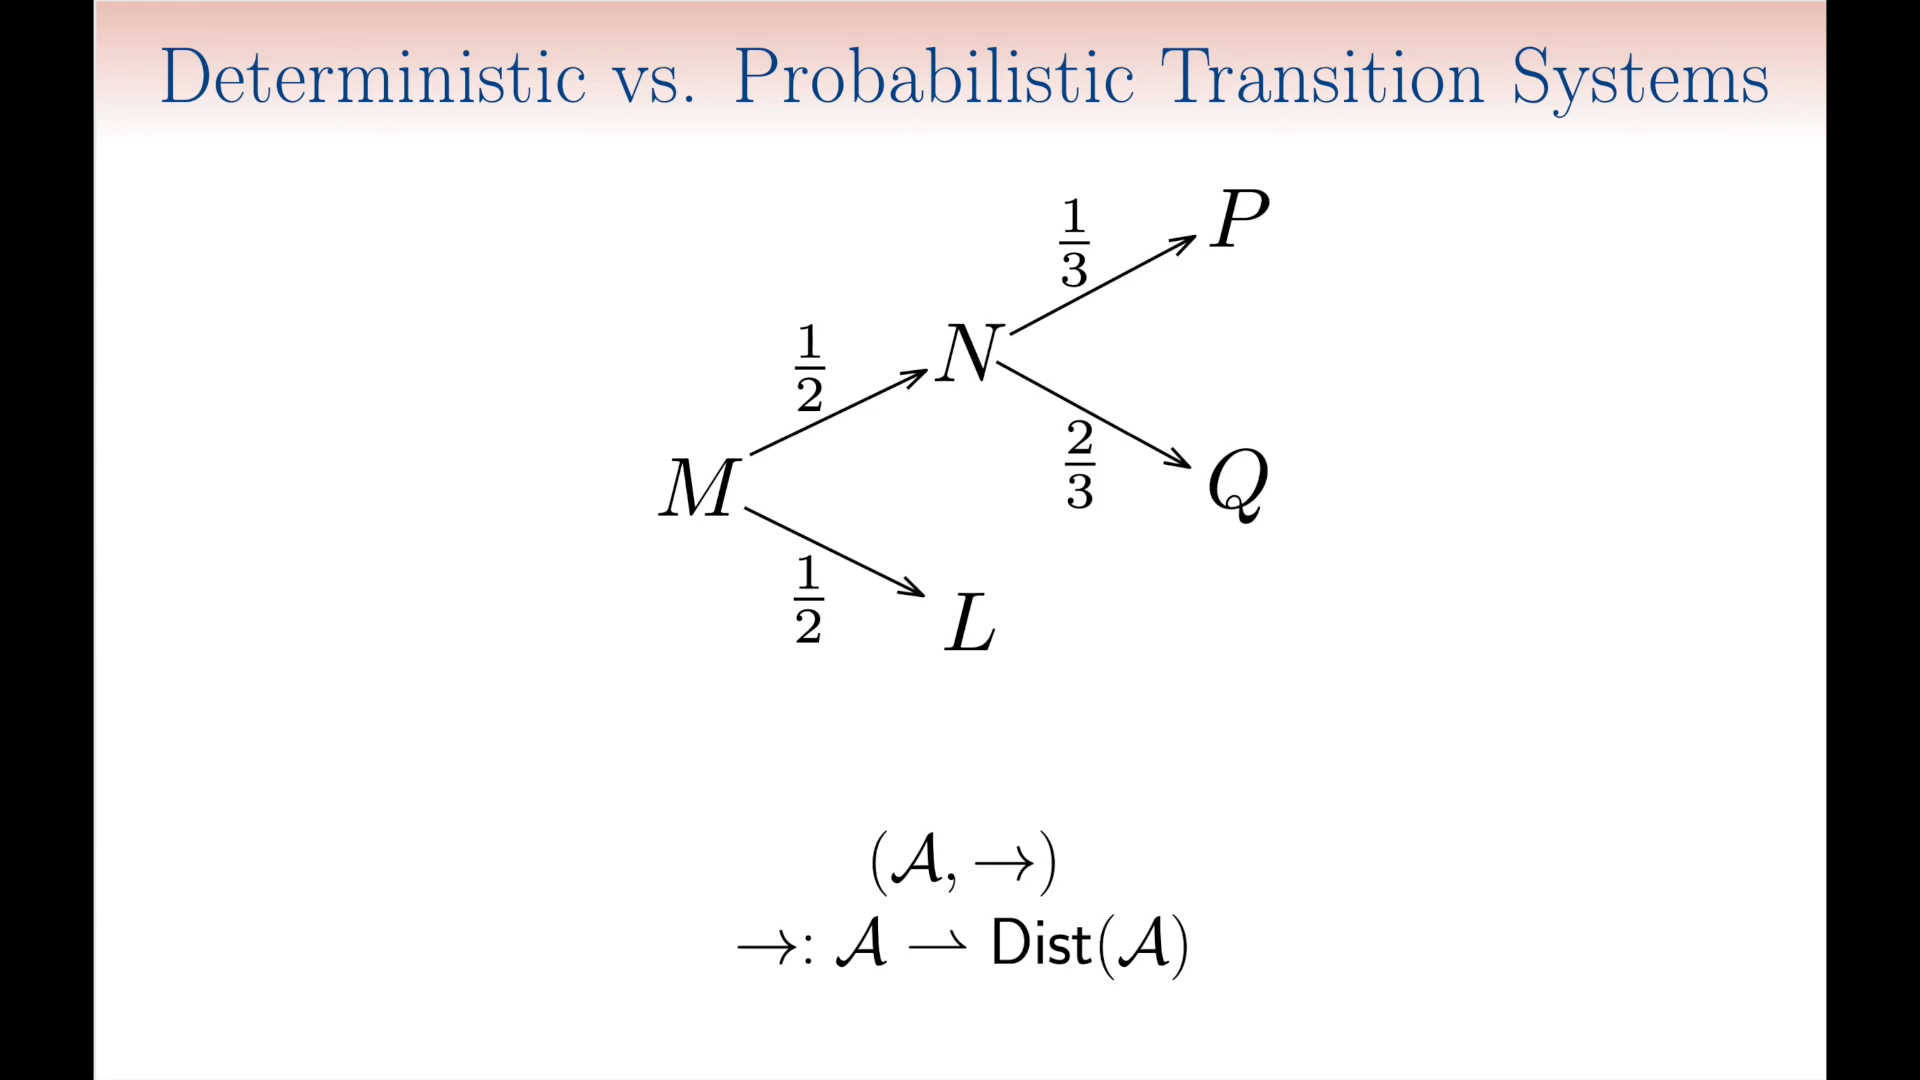 Deterministic vs. Probabilistic Transition Systems
P
1/3
N
1/2
2/3
M
Q
1/2
L
(𝒜, →)
→: 𝒜 ⇀ Dist(𝒜)